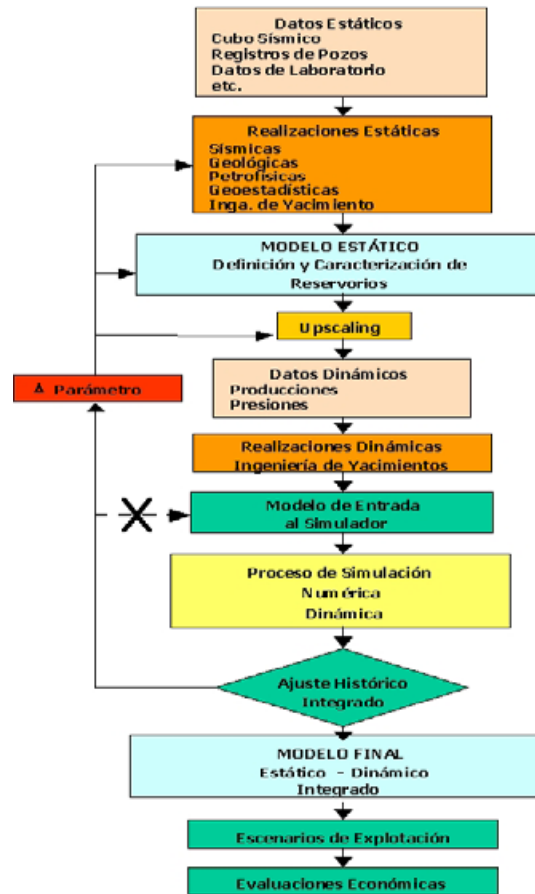 Datos Estáticos
Cubo Sísmico
Registros de Pozos
Datos de Laboratorio
etc.
Realizaciones Estáticas
Sísmicas
Geológicas
Petrofísicas
Geoestadísticas
Inga. de Yacimiento
MODELO ESTÁTICO
Definición y Caracterización de
Reservorios
Upscaling
Δ Parámetro
Datos Dinámicos
Producciones
Presiones
Realizaciones Dinámicas
Ingeniería de Yacimientos
Modelo de Entrada
al Simulador
Proceso de Simulación
Numérica
Dinámica
Ajuste Histórico
Integrado
MODELO FINAL
Estático - Dinámico
Integrado
Escenarios de Explotación
Evaluaciones Económicas